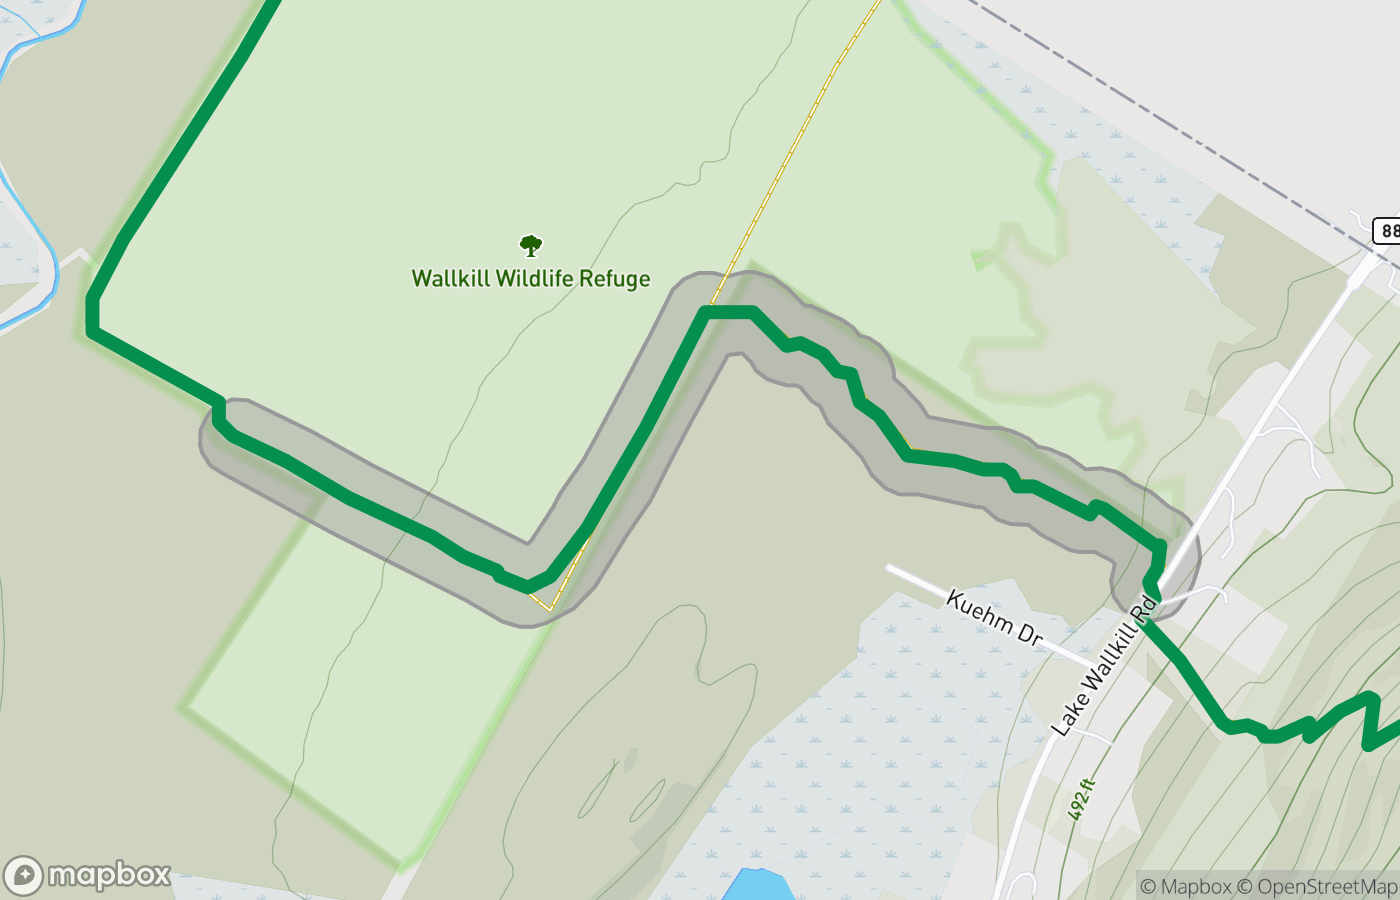 88
Wallkill Wildlife Refuge
Kuehm Dr
Lake Wallkill Rd
492 ft
mapbox
© Mapbox © OpenStreetMap